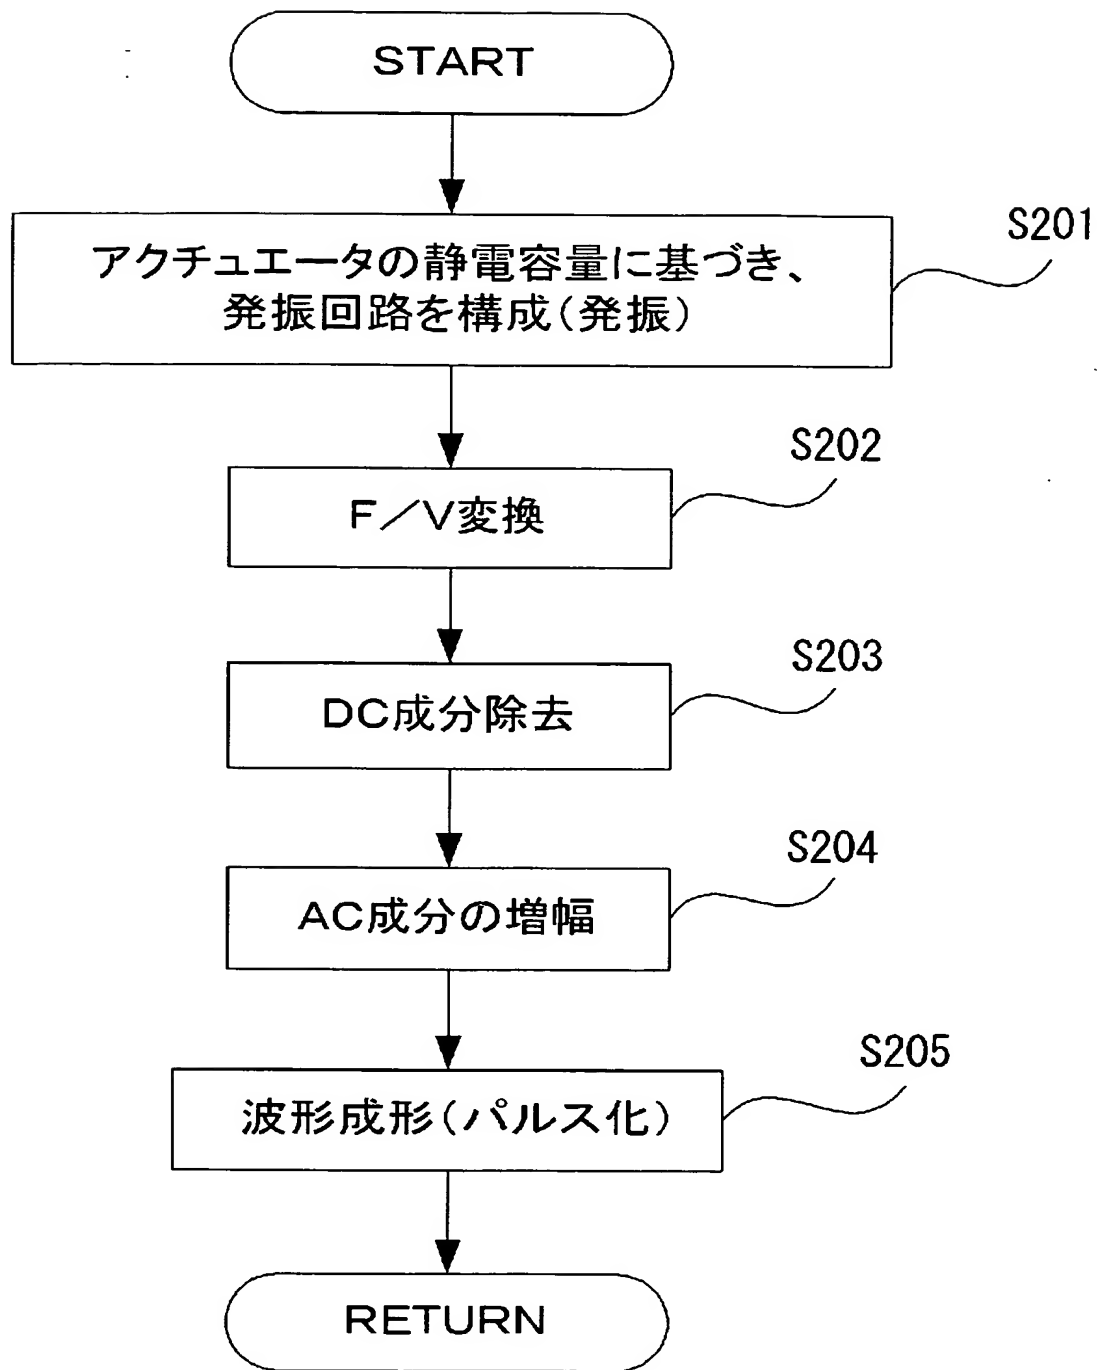 START
S201
アクチュエータの静電容量に基づき、
発振回路を構成(発振)
S202
F/V変換
S203
DC成分除去
S204
AC成分の増幅
S205
波形成形(パルス化)
RETURN